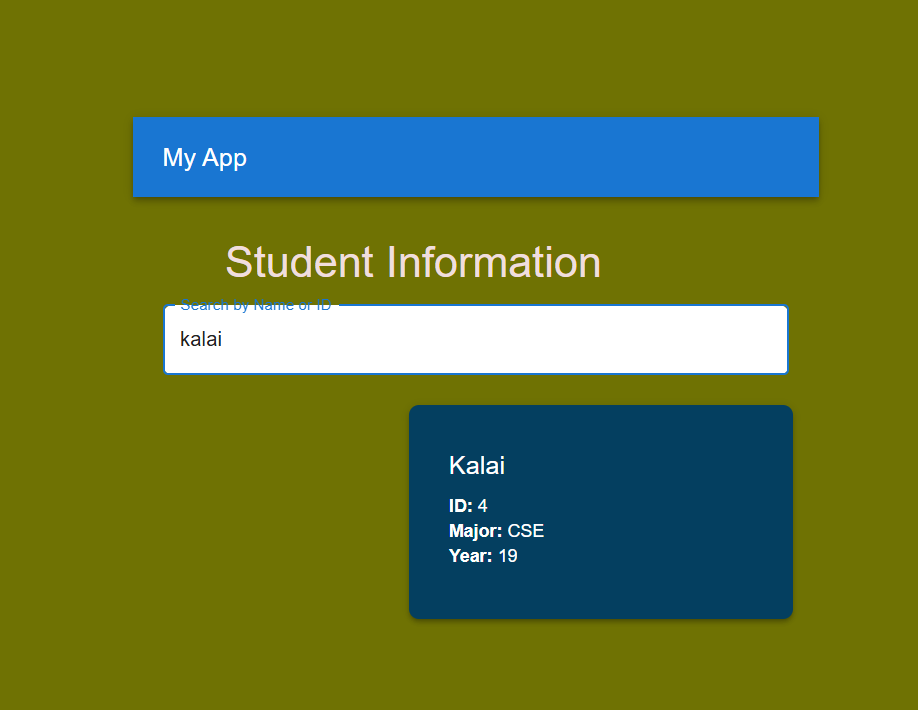 My App
Student Information
Search by Name or ID
kalai
Kalai
ID: 4
Major: CSE
Year: 19